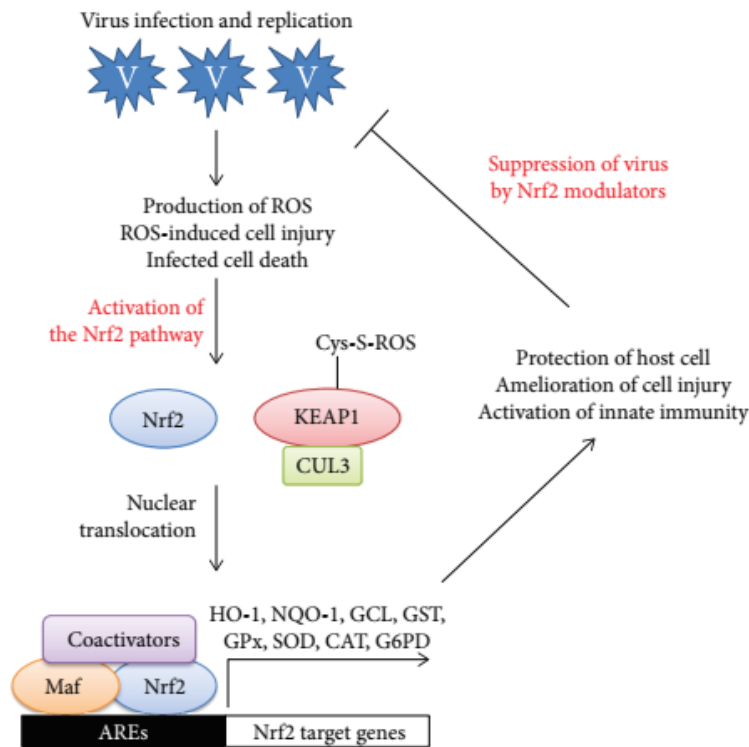 Virus infection and replication
V V V
Suppression of virus
by Nrf2 modulators
Production of ROS
ROS-induced cell injury
Infected cell death
Activation of
the Nrf2 pathway
Cys-S-ROS
Nrf2
KEAP1
CUL3
Protection of host cell
Amelioration of cell injury
Activation of innate immunity
Nuclear
translocation
HO-1, NQO-1, GCL, GST,
GPx, SOD, CAT, G6PD
Coactivators
Maf
Nrf2
AREs
Nrf2 target genes